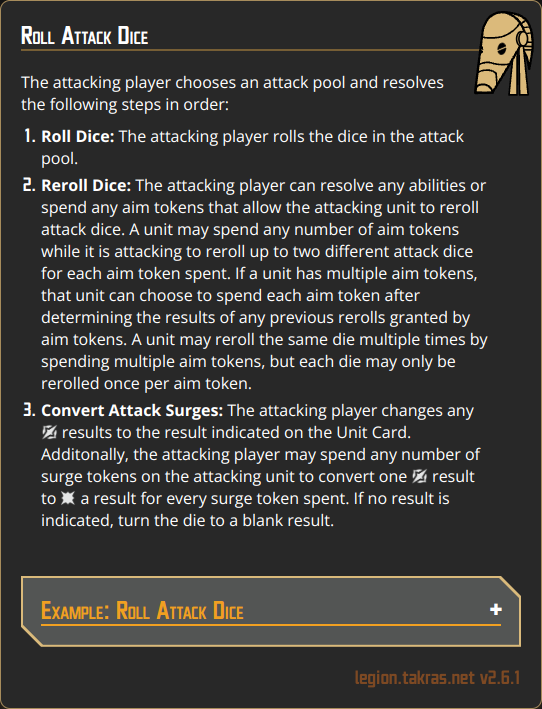 Roll Attack Dice
The attacking player chooses an attack pool and resolves
the following steps in order:
1. Roll Dice: The attacking player rolls the dice in the attack
pool.
2. Reroll Dice: The attacking player can resolve any abilities or
spend any aim tokens that allow the attacking unit to reroll
attack dice. A unit may spend any number of aim tokens
while it is attacking to reroll up to two different attack dice
for each aim token spent. If a unit has multiple aim tokens,
that unit can choose to spend each aim token after
determining the results of any previous rerolls granted by
aim tokens. A unit may reroll the same die multiple times by
spending multiple aim tokens, but each die may only be
rerolled once per aim token.
3. Convert Attack Surges: The attacking player changes any
results to the result indicated on the Unit Card.
Additonally, the attacking player may spend any number of
surge tokens on the attacking unit to convert one result
to a result for every surge token spent. If no result is
indicated, turn the die to a blank result.
Example: Roll Attack Dice +
legion.takras.net v2.6.1